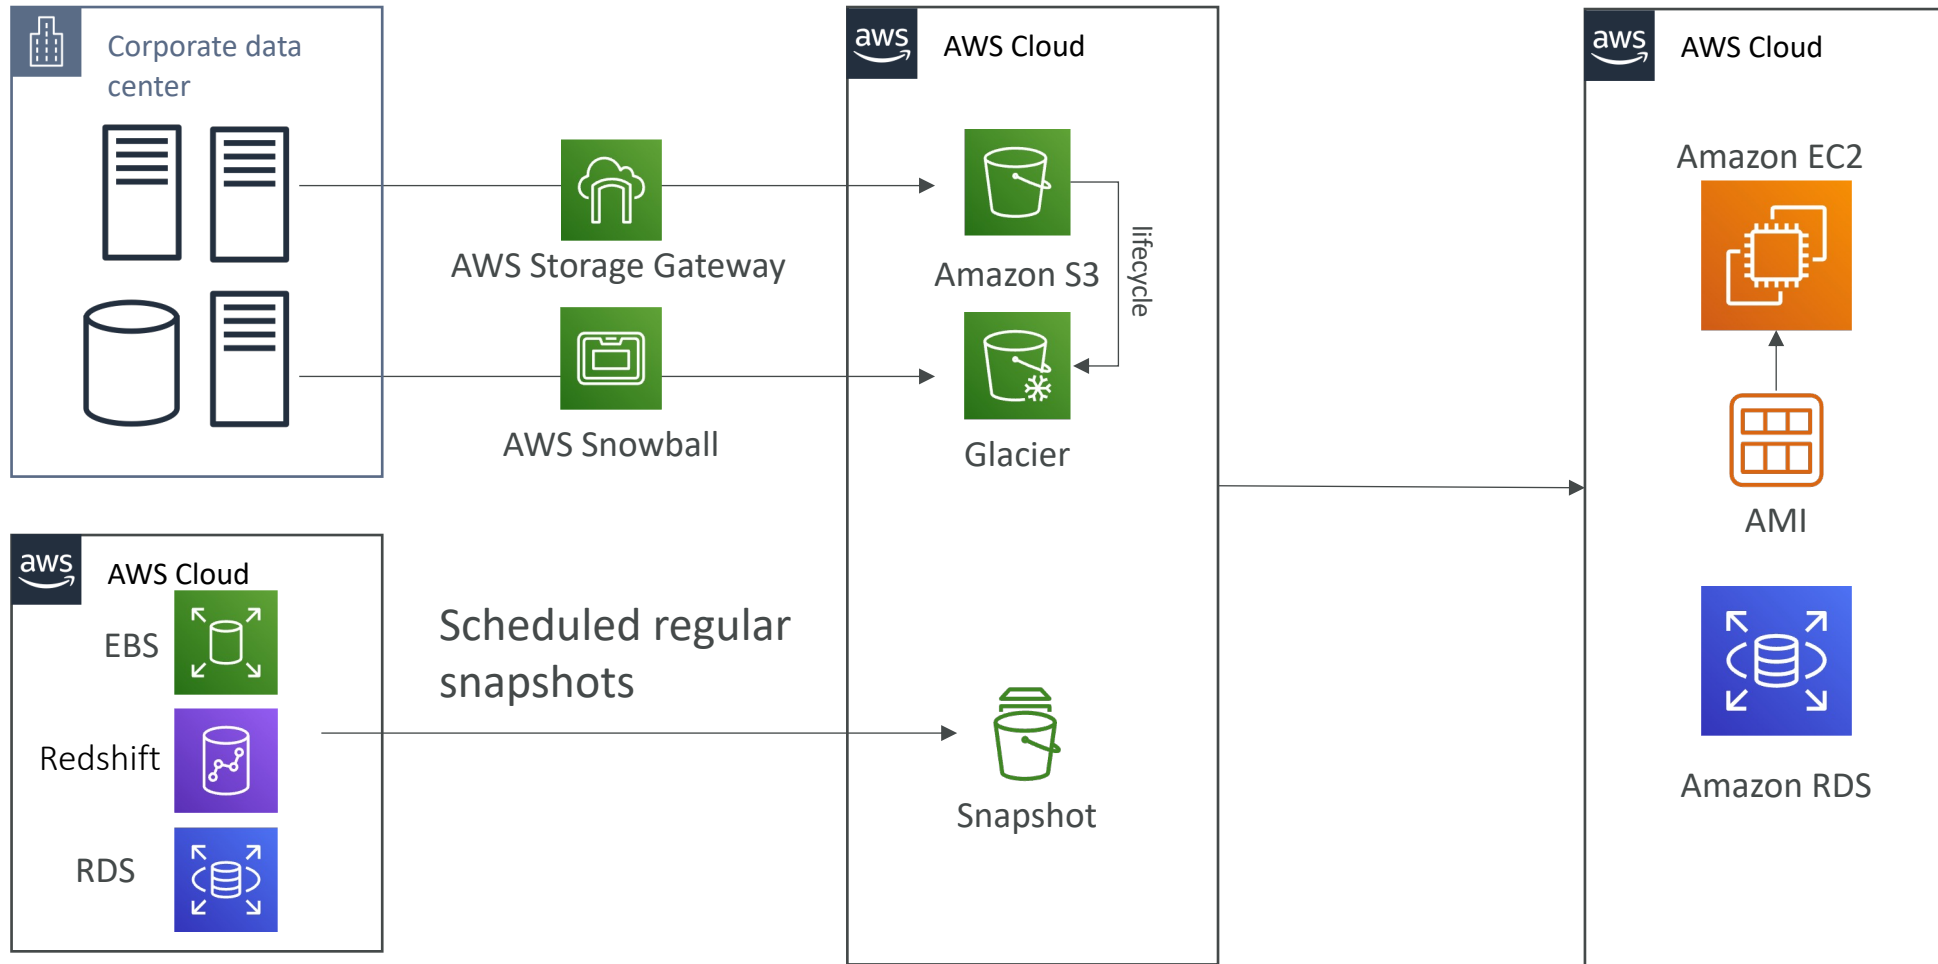 Corporate data
center
aws
AWS Cloud
aws
AWS Cloud
Amazon EC2
AWS Storage Gateway
Amazon S3
lifecycle
AWS Snowball
Glacier
AMI
aws
AWS Cloud
EBS
Scheduled regular
snapshots
Redshift
Snapshot
Amazon RDS
RDS